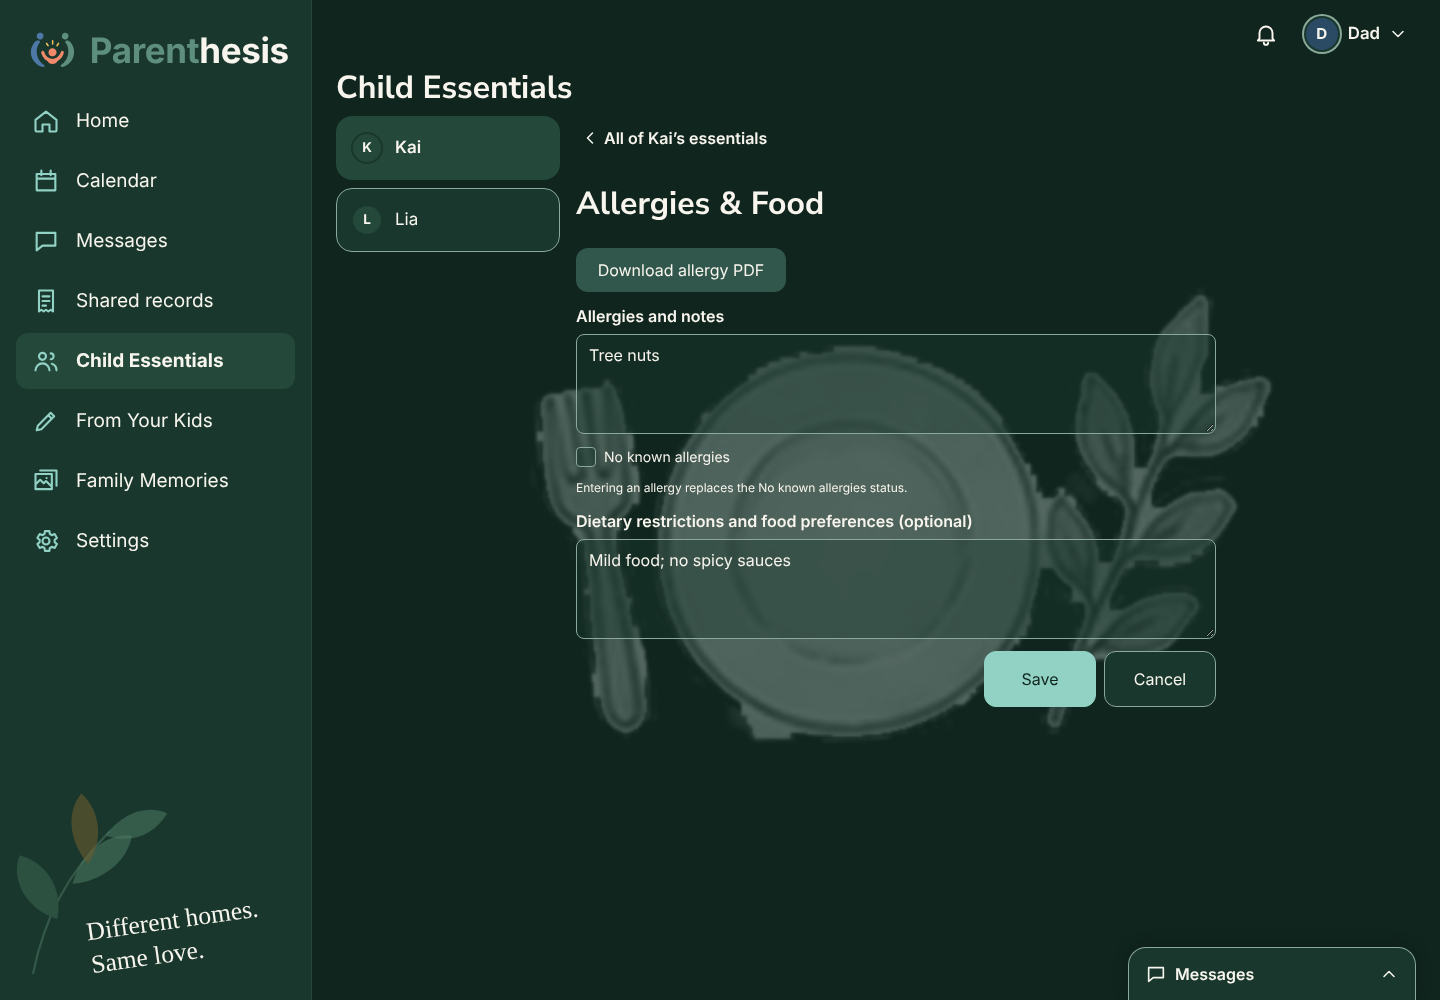 Parenthesis
Home
Calendar
Messages
Shared records
Child Essentials
From Your Kids
Family Memories
Settings
Different homes.
Same love.
D Dad
Child Essentials
K Kai
L Lia
All of Kai’s essentials
Allergies & Food
Download allergy PDF
Allergies and notes
Tree nuts
No known allergies
Entering an allergy replaces the No known allergies status.
Dietary restrictions and food preferences (optional)
Mild food; no spicy sauces
Save
Cancel
Messages